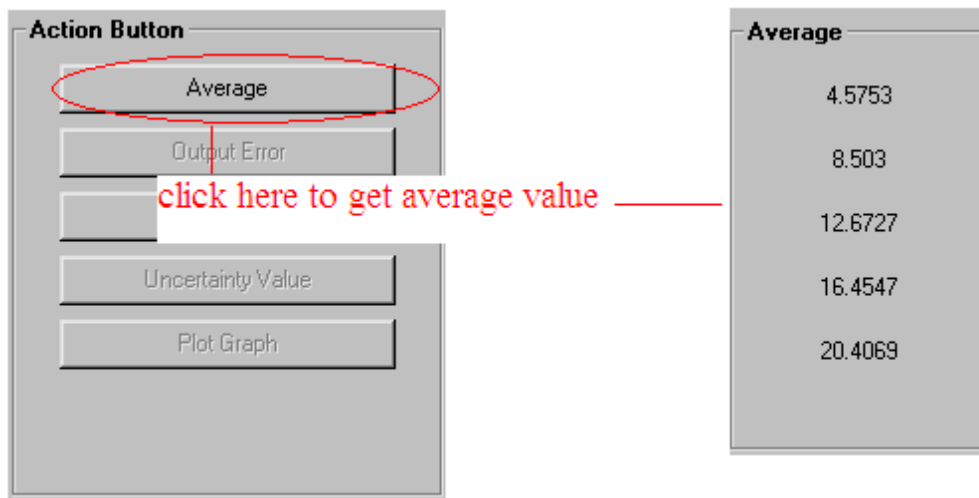 Action Button
Average
Output Error
click here to get average value
Uncertainty Value
Plot Graph
Average
4.5753
8.503
12.6727
16.4547
20.4069